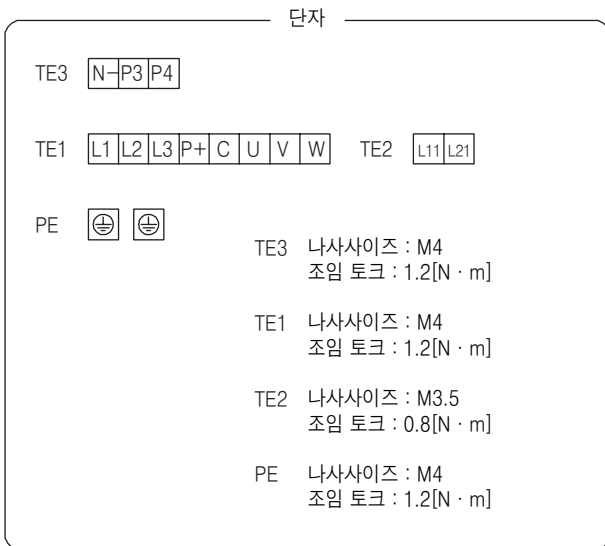 단자
TE3 N-P3 P4
TE1 L1 L2 L3 P+ C U V W TE2 L11 L21
PE
TE3 나사사이즈 : M4
조임 토크 : 1.2[N · m]
TE1 나사사이즈 : M4
조임 토크 : 1.2[N · m]
TE2 나사사이즈 : M3.5
조임 토크 : 0.8[N · m]
PE 나사사이즈 : M4
조임 토크 : 1.2[N · m]